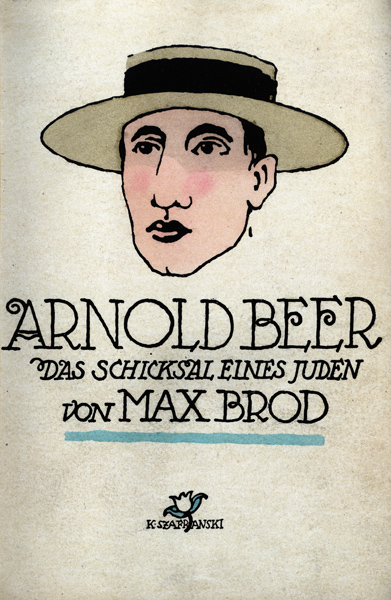 ARNOLD BEER
DAS SCHICKSAL EINES JUDEN
von MAX BROD
K. SZAFRANSKI